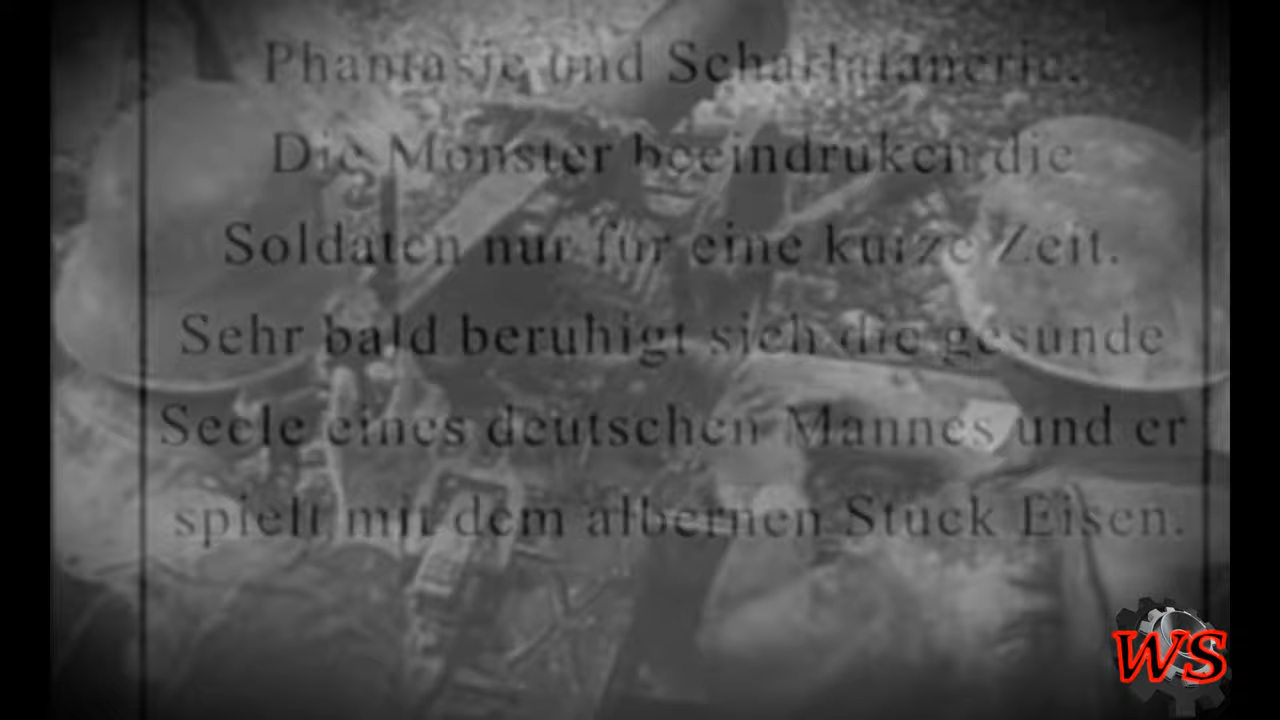 Phantasie und Scharlatanerie.
Die Monster beeindruken die
Soldaten nur fur eine kurze Zeit.
Sehr bald beruhigt sich die gesunde
Seele eines deutschen Mannes und er
spielt mit dem albernen Stuck Eisen.
WS